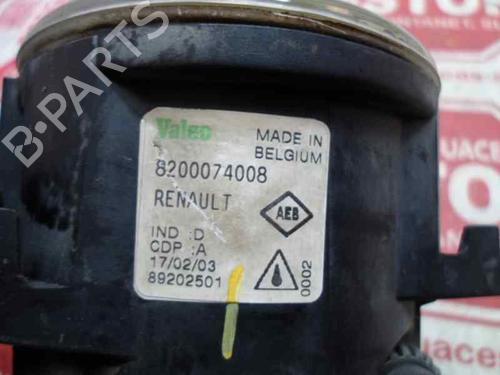 Valeo
MADE IN
BELGIUM
8200074008
RENAULT
AEB
IND :D
CDP :A
17/02/03
89202501
0002
B-PARTS